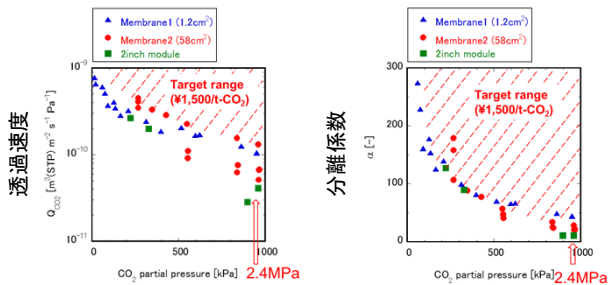 Membrane1 (1.2cm²)
Membrane2 (58cm²)
2inch module
透過速度
Q_CO2 [m³(STP) m⁻² s⁻¹ Pa⁻¹]
10⁻⁹
10⁻¹⁰
10⁻¹¹
Target range
(¥1,500/t-CO₂)
0
500
1000
CO₂ partial pressure [kPa]
2.4MPa
Membrane1 (1.2cm²)
Membrane2 (58cm²)
2inch module
分離係数
α [-]
300
200
100
0
Target range
(¥1,500/t-CO₂)
0
500
1000
CO₂ partial pressure [kPa]
2.4MPa